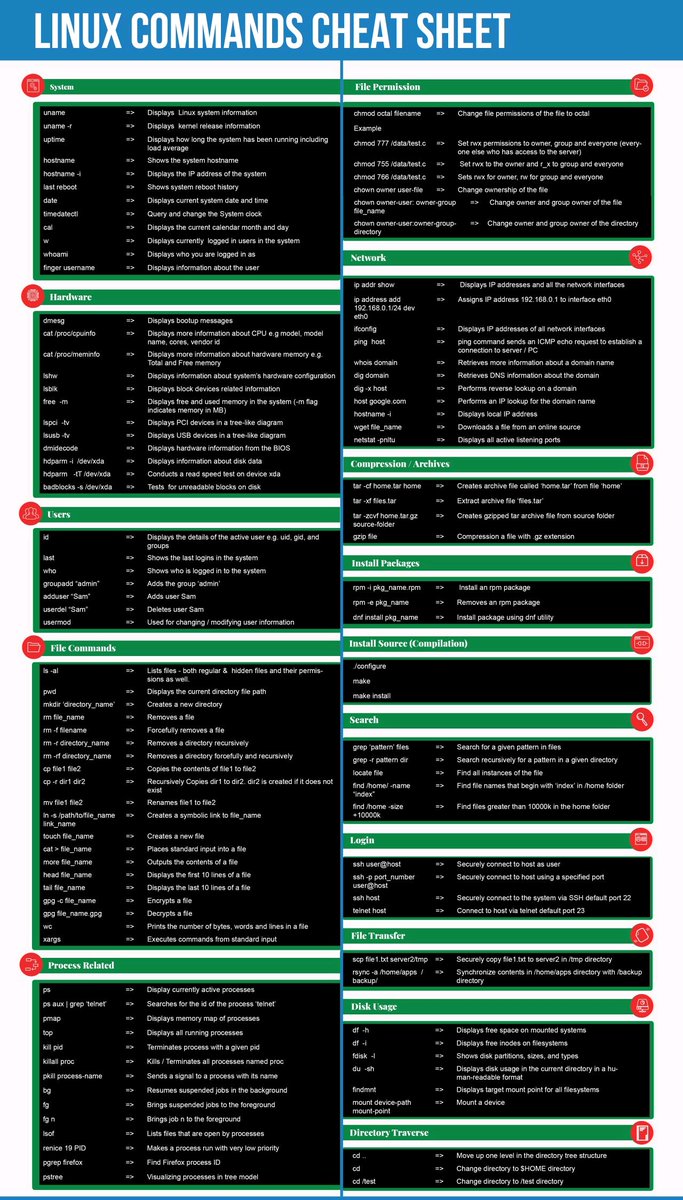 LINUX COMMANDS CHEAT SHEET
System
uname => Displays Linux system information
uname -r => Displays kernel release information
uptime => Displays how long the system has been running including
load average
hostname => Shows the system hostname
hostname -i => Displays the IP address of the system
last reboot => Shows system reboot history
date => Displays current system date and time
timedatectl => Query and change the System clock
cal => Displays the current calendar month and day
w => Displays currently logged in users in the system
whoami => Displays who you are logged in as
finger username => Displays information about the user
Hardware
dmesg => Displays bootup messages
cat /proc/cpuinfo => Displays more information about CPU e.g model, model
name, cores, vendor id
cat /proc/meminfo => Displays more information about hardware memory e.g.
Total and Free memory
lshw => Displays information about system's hardware configuration
lsblk => Displays block devices related information
free -m => Displays free and used memory in the system (-m flag
indicates memory in MB)
lspci -tv => Displays PCI devices in a tree-like diagram
lsusb -tv => Displays USB devices in a tree-like diagram
dmidecode => Displays hardware information from the BIOS
hdparm -i /dev/xda => Displays information about disk data
hdparm -tT /dev/xda => Conducts a read speed test on device xda
badblocks -s /dev/xda => Tests for unreadable blocks on disk
Users
id => Displays the details of the active user e.g. uid, gid, and
groups
last => Shows the last logins in the system
who => Shows who is logged in to the system
groupadd “admin” => Adds the group ‘admin’
adduser “Sam” => Adds user Sam
userdel “Sam” => Deletes user Sam
usermod => Used for changing / modifying user information
File Commands
ls -al => Lists files - both regular & hidden files and their permis-
sions as well.
pwd => Displays the current directory file path
mkdir ‘directory_name’ => Creates a new directory
rm file_name => Removes a file
rm -f filename => Forcefully removes a file
rm -r directory_name => Removes a directory recursively
rm -rf directory_name => Removes a directory forcefully and recursively
cp file1 file2 => Copies the contents of file1 to file2
cp -r dir1 dir2 => Recursively Copies dir1 to dir2. dir2 is created if it does not
exist
mv file1 file2 => Renames file1 to file2
ln -s /path/to/file_name => Creates a symbolic link to file_name
link_name
touch file_name => Creates a new file
cat > file_name => Places standard input into a file
more file_name => Outputs the contents of a file
head file_name => Displays the first 10 lines of a file
tail file_name => Displays the last 10 lines of a file
gpg -c file_name => Encrypts a file
gpg file_name.gpg => Decrypts a file
wc => Prints the number of bytes, words and lines in a file
xargs => Executes commands from standard input
Process Related
ps => Display currently active processes
ps aux | grep ‘telnet’ => Searches for the id of the process ‘telnet’
pmap => Displays memory map of processes
top => Displays all running processes
kill pid => Terminates process with a given pid
killall proc => Kills / Terminates all processes named proc
pkill process-name => Sends a signal to a process with its name
bg => Resumes suspended jobs in the background
fg => Brings suspended jobs to the foreground
fg n => Brings job n to the foreground
lsof => Lists files that are open by processes
renice 19 PID => Makes a process run with very low priority
pgrep firefox => Find Firefox process ID
pstree => Visualizing processes in tree model
File Permission
chmod octal filename => Change file permissions of the file to octal
Example
chmod 777 /data/test.c => Set rwx permissions to owner, group and everyone (every-
one else who has access to the server)
chmod 755 /data/test.c => Set rwx to the owner and r_x to group and everyone
chmod 766 /data/test.c => Sets rwx for owner, rw for group and everyone
chown owner user-file => Change ownership of the file
chown owner-user: owner-group => Change owner and group owner of the file
file_name
chown owner-user:owner-group- => Change owner and group owner of the directory
directory
Network
ip addr show => Displays IP addresses and all the network interfaces
ip address add => Assigns IP address 192.168.0.1 to interface eth0
192.168.0.1/24 dev
eth0
ifconfig => Displays IP addresses of all network interfaces
ping host => ping command sends an ICMP echo request to establish a
connection to server / PC
whois domain => Retrieves more information about a domain name
dig domain => Retrieves DNS information about the domain
dig -x host => Performs reverse lookup on a domain
host google.com => Performs an IP lookup for the domain name
hostname -i => Displays local IP address
wget file_name => Downloads a file from an online source
netstat -pnltu => Displays all active listening ports
Compression / Archives
tar -cf home.tar home => Creates archive file called ‘home.tar’ from file ‘home’
tar -xf files.tar => Extract archive file ‘files.tar’
tar -zcvf home.tar.gz => Creates gzipped tar archive file from source folder
source-folder
gzip file => Compression a file with .gz extension
Install Packages
rpm -i pkg_name.rpm => Install an rpm package
rpm -e pkg_name => Removes an rpm package
dnf install pkg_name => Install package using dnf utility
Install Source (Compilation)
./configure
make
make install
Search
grep ‘pattern’ files => Search for a given pattern in files
grep -r pattern dir => Search recursively for a pattern in a given directory
locate file => Find all instances of the file
find /home/ -name => Find file names that begin with ‘index’ in /home folder
“index”
find /home -size => Find files greater than 10000k in the home folder
+10000k
Login
ssh user@host => Securely connect to host as user
ssh -p port_number => Securely connect to host using a specified port
user@host
ssh host => Securely connect to the system via SSH default port 22
telnet host => Connect to host via telnet default port 23
File Transfer
scp file1.txt server2/tmp => Securely copy file1.txt to server2 in /tmp directory
rsync -a /home/apps / => Synchronize contents in /home/apps directory with /backup
backup/ directory
Disk Usage
df -h => Displays free space on mounted systems
df -i => Displays free inodes on filesystems
fdisk -l => Shows disk partitions, sizes, and types
du -sh => Displays disk usage in the current directory in a hu-
man-readable format
findmnt => Displays target mount point for all filesystems
mount device-path => Mount a device
mount-point
Directory Traverse
cd .. => Move up one level in the directory tree structure
cd => Change directory to $HOME directory
cd /test => Change directory to /test directory